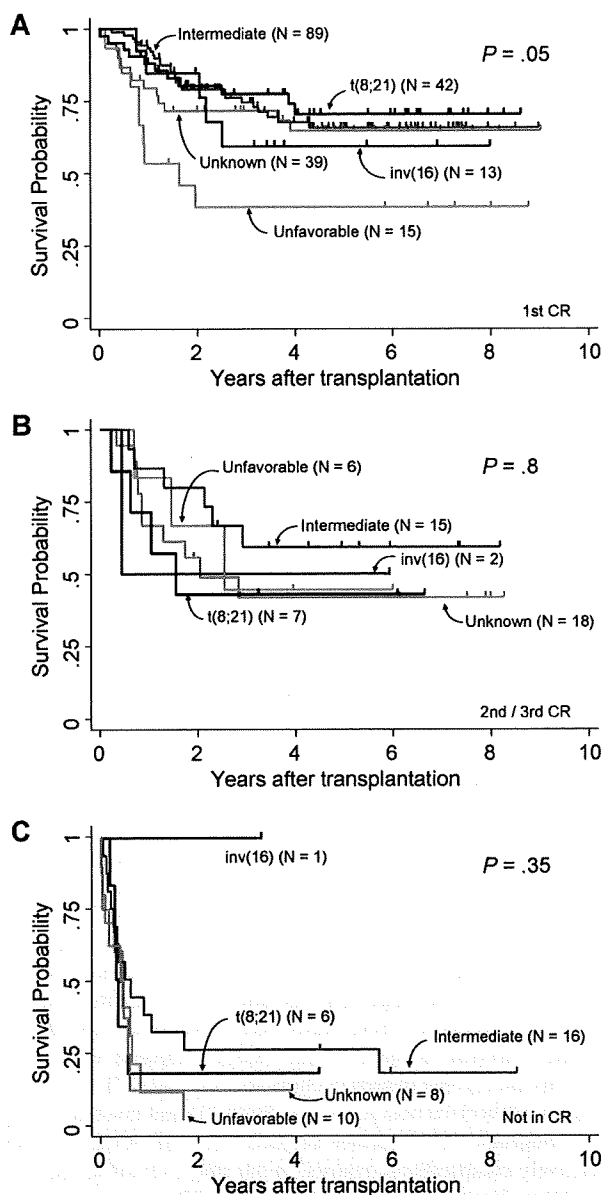 A
Survival Probability
1
.75
.5
.25
0
Intermediate (N = 89)
P = .05
t(8;21) (N = 42)
Unknown (N = 39)
inv(16) (N = 13)
Unfavorable (N = 15)
1st CR
0 2 4 6 8 10
Years after transplantation
B
Survival Probability
1
.75
.5
.25
0
Unfavorable (N = 6)
P = .8
Intermediate (N = 15)
inv(16) (N = 2)
t(8;21) (N = 7)
Unknown (N = 18)
2nd / 3rd CR
0 2 4 6 8 10
Years after transplantation
C
Survival Probability
1
.75
.5
.25
0
inv(16) (N = 1)
P = .35
t(8;21) (N = 6)
Intermediate (N = 16)
Unknown (N = 8)
Unfavorable (N = 10)
Not in CR
0 2 4 6 8 10
Years after transplantation